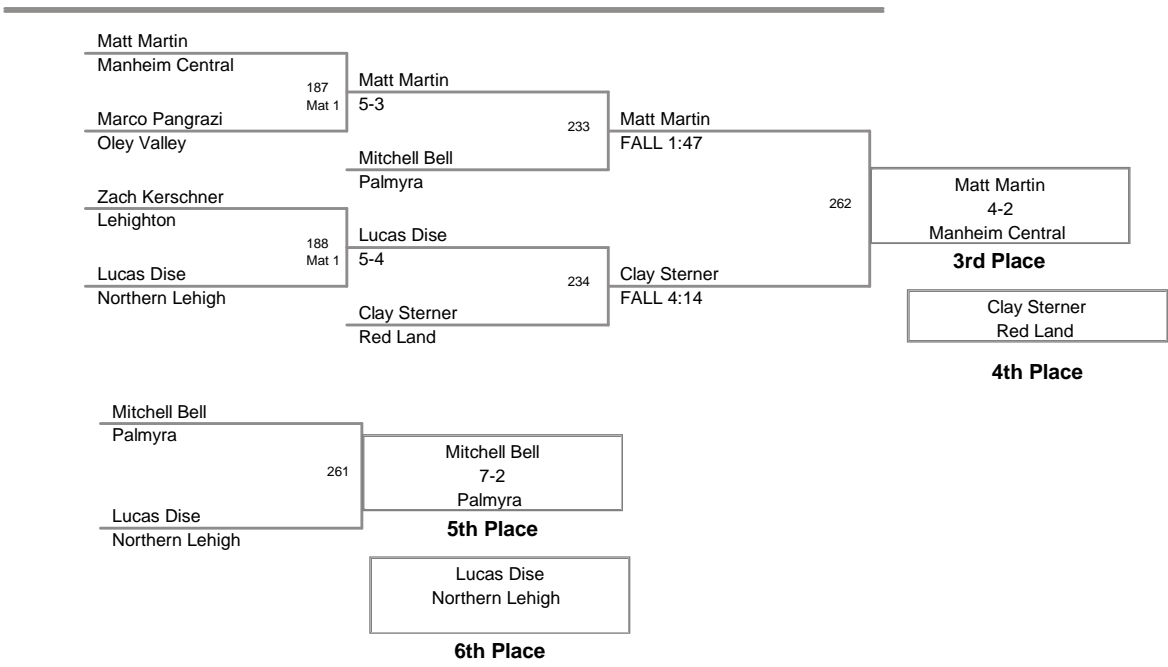 Matt Martin
Manheim Central
187
Mat 1
Marco Pangrazi
Oley Valley
Matt Martin
5-3
233
Mitchell Bell
Palmyra
Matt Martin
FALL 1:47
Zach Kerschner
Lehighton
188
Mat 1
Lucas Dise
Northern Lehigh
Lucas Dise
5-4
234
Clay Sterner
Red Land
Clay Sterner
FALL 4:14
262
Matt Martin
4-2
Manheim Central
3rd Place
Clay Sterner
Red Land
4th Place
Mitchell Bell
Palmyra
261
Lucas Dise
Northern Lehigh
Mitchell Bell
7-2
Palmyra
5th Place
Lucas Dise
Northern Lehigh
6th Place